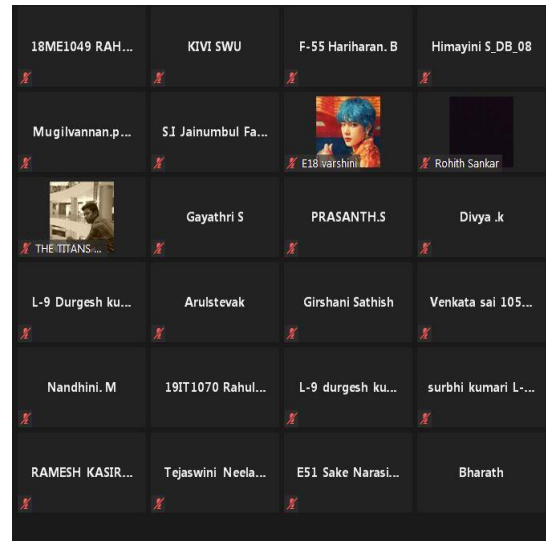 18ME1049 RAH...
KIVI SWU
F-55 Hariharan. B
Himayini S_DB_08
Mugilvannan.p...
S.I Jainumbul Fa...
E18 varshini
Rohith Sankar
THE TITANS ...
Gayathri S
PRASANTH.S
Divya .k
L-9 Durgesh ku...
Arulstevak
Girshani Sathish
Venkata sai 105...
Nandhini. M
19IT1070 Rahul...
L-9 durgesh ku...
surbhi kumari L-...
RAMESH KASIR...
Tejaswini Neela...
E51 Sake Narasi...
Bharath